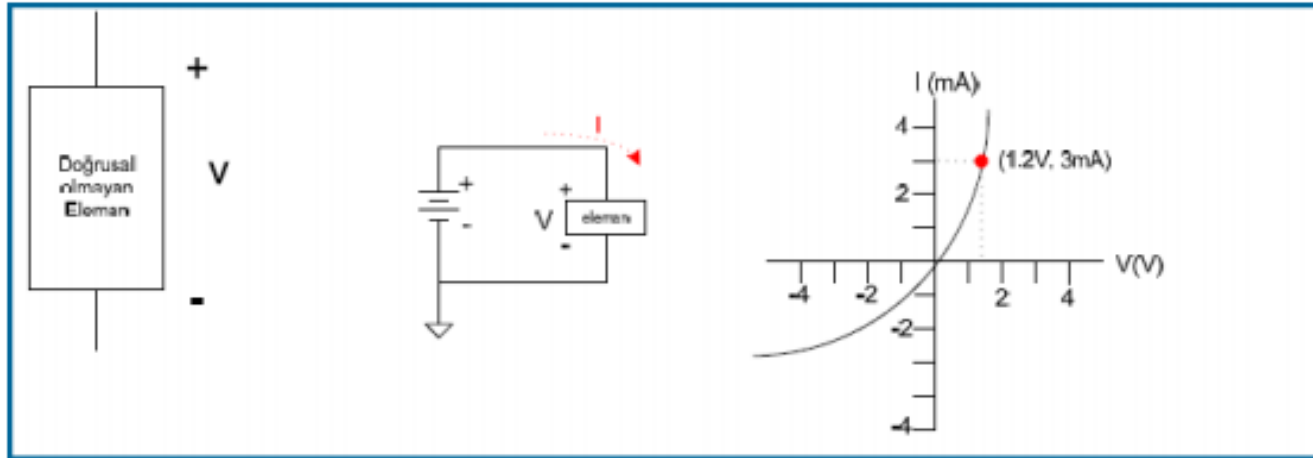 +
Doğrusal
olmayan
Eleman
V
-
I
+
-
+
V
-
eleman
I (mA)
4
2
(1.2V, 3mA)
-4
-2
2
4
V(V)
-2
-4